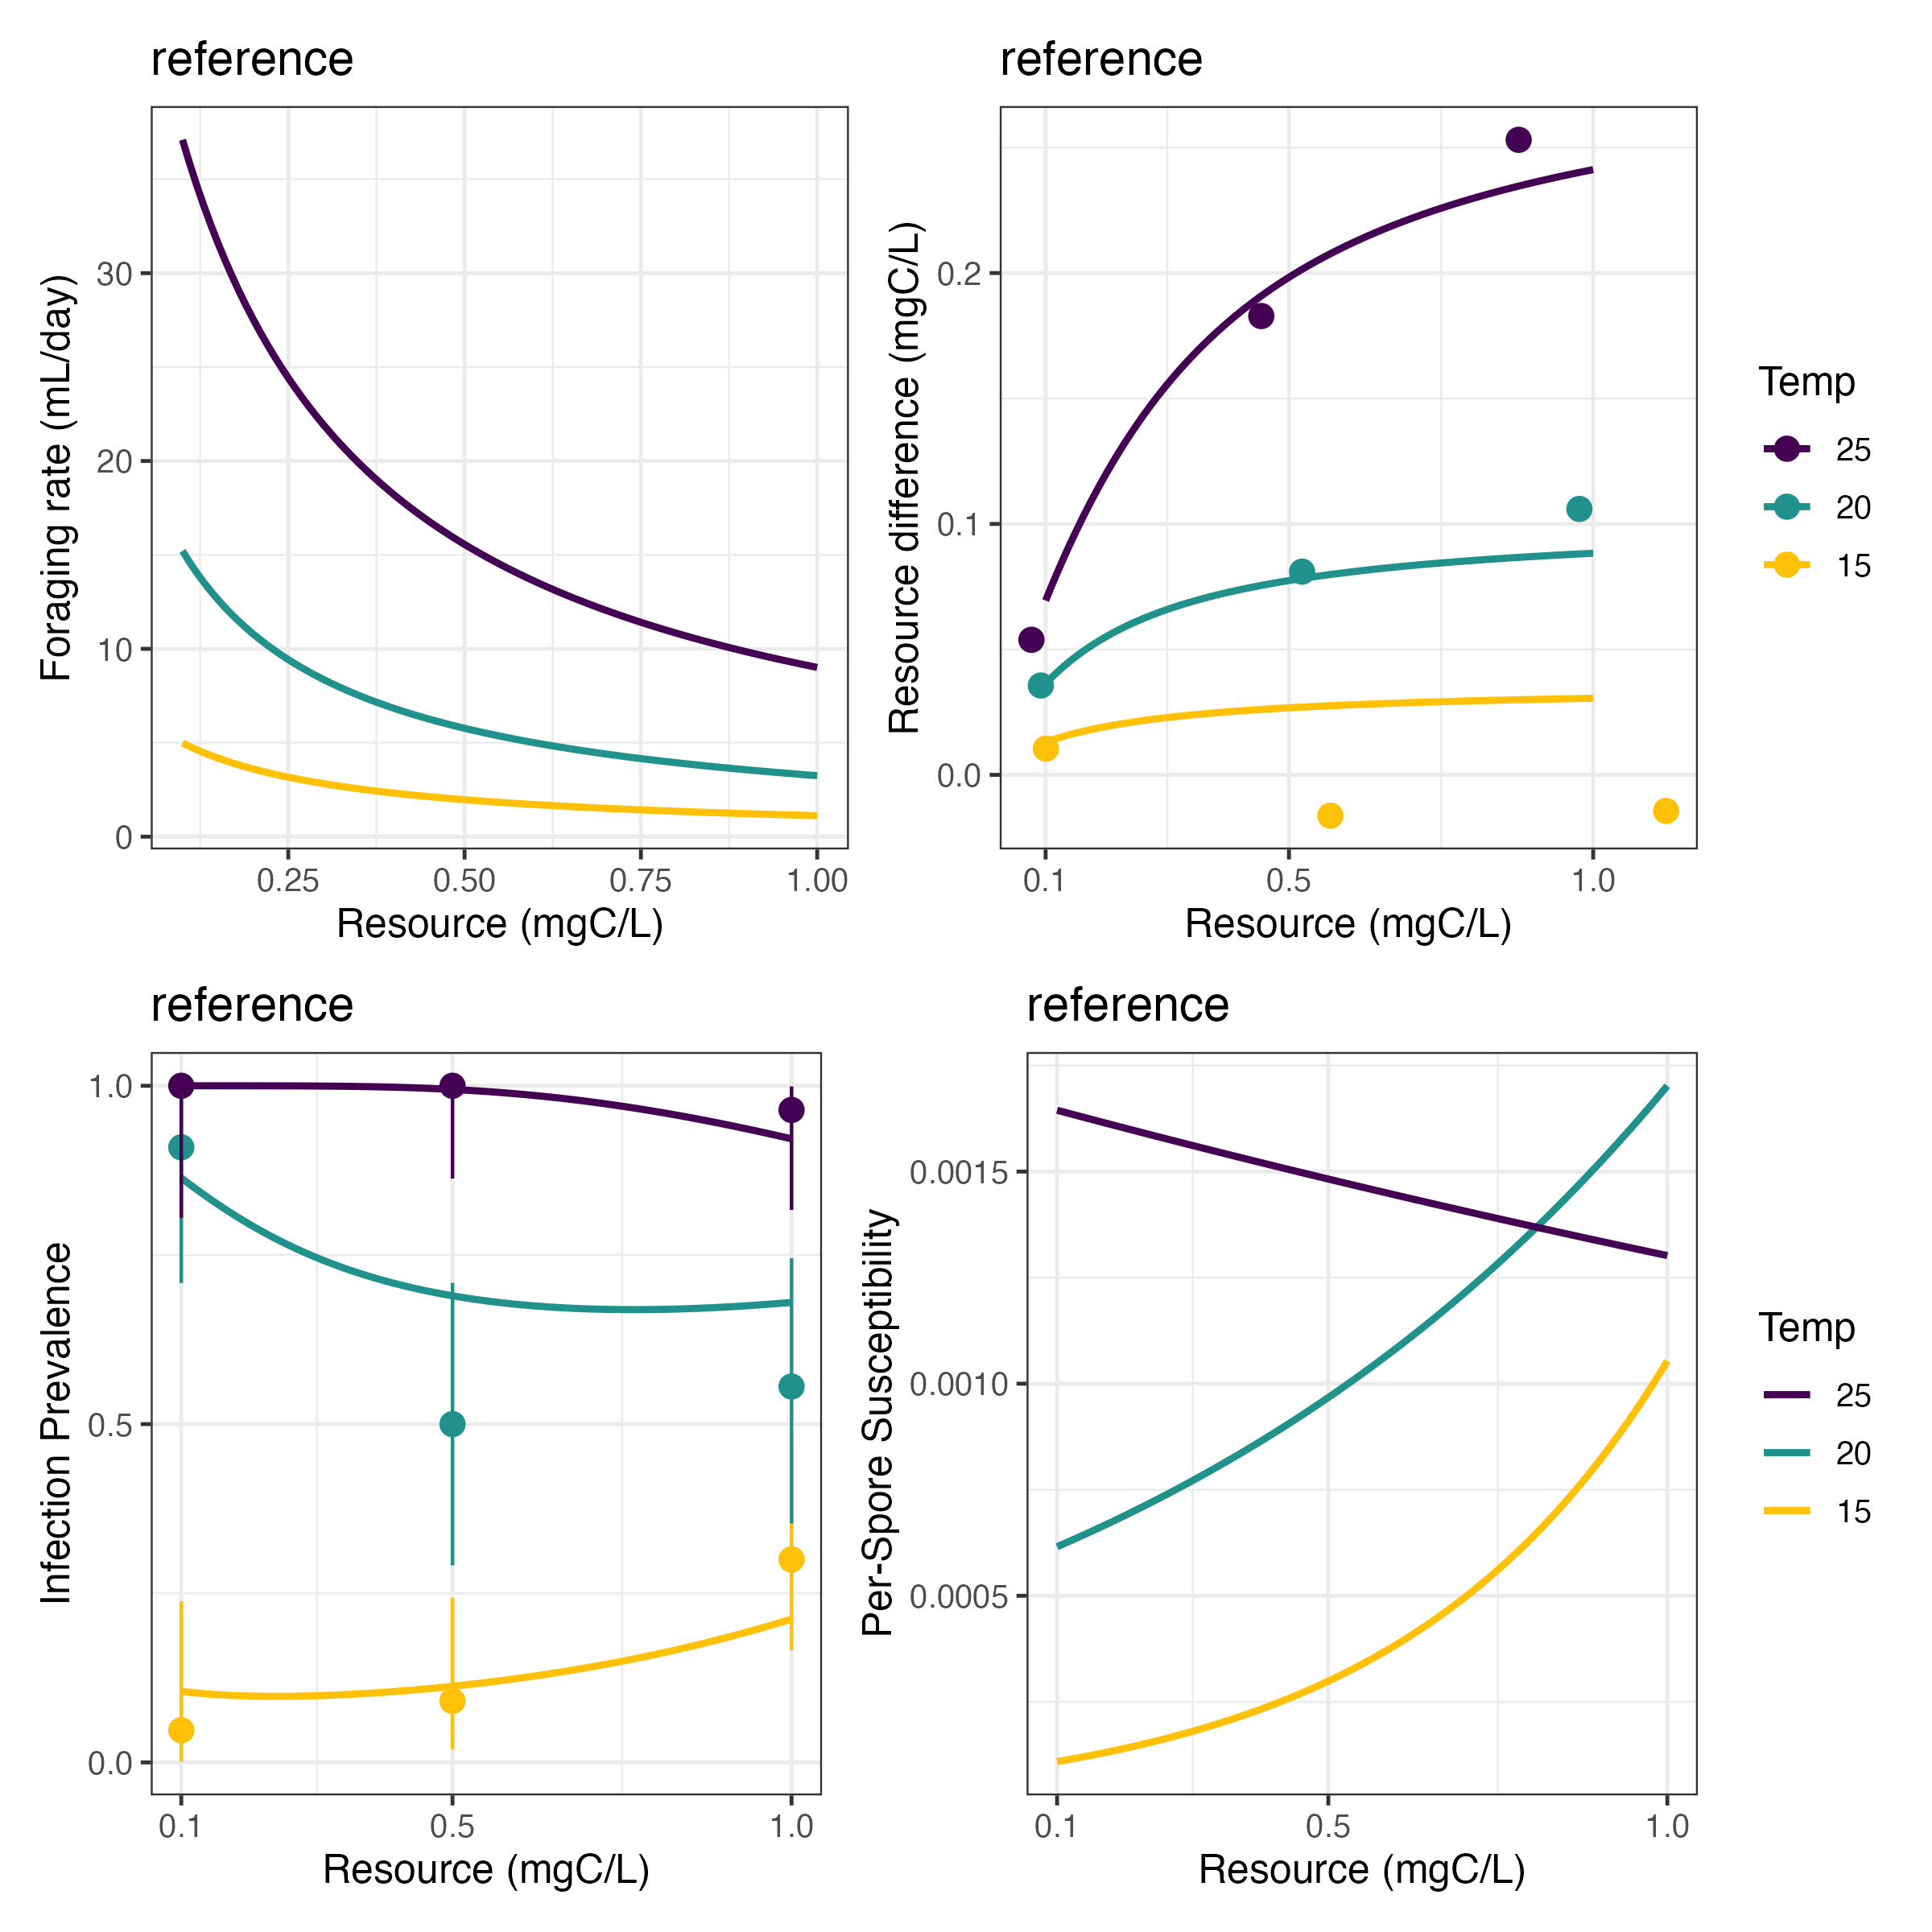 reference
Foraging rate (mL/day)
30
20
10
0
0.25 0.50 0.75 1.00
Resource (mgC/L)
reference
Resource difference (mgC/L)
0.2
0.1
0.0
0.1 0.5 1.0
Resource (mgC/L)
Temp
25
20
15
reference
Infection Prevalence
1.0
0.5
0.0
0.1 0.5 1.0
Resource (mgC/L)
reference
Per-Spore Susceptibility
0.0015
0.0010
0.0005
0.1 0.5 1.0
Resource (mgC/L)
Temp
25
20
15